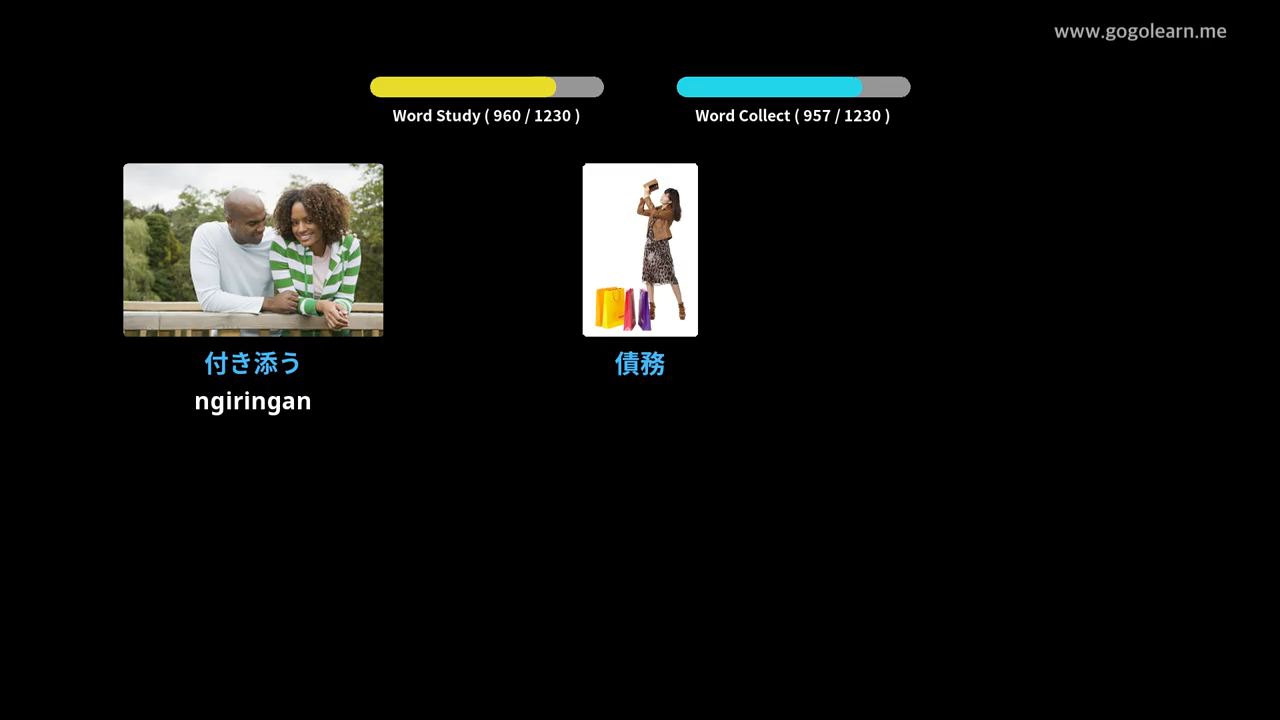 www.gogolearn.me
Word Study ( 960 / 1230 )
Word Collect ( 957 / 1230 )
付き添う
ngiringan
債務